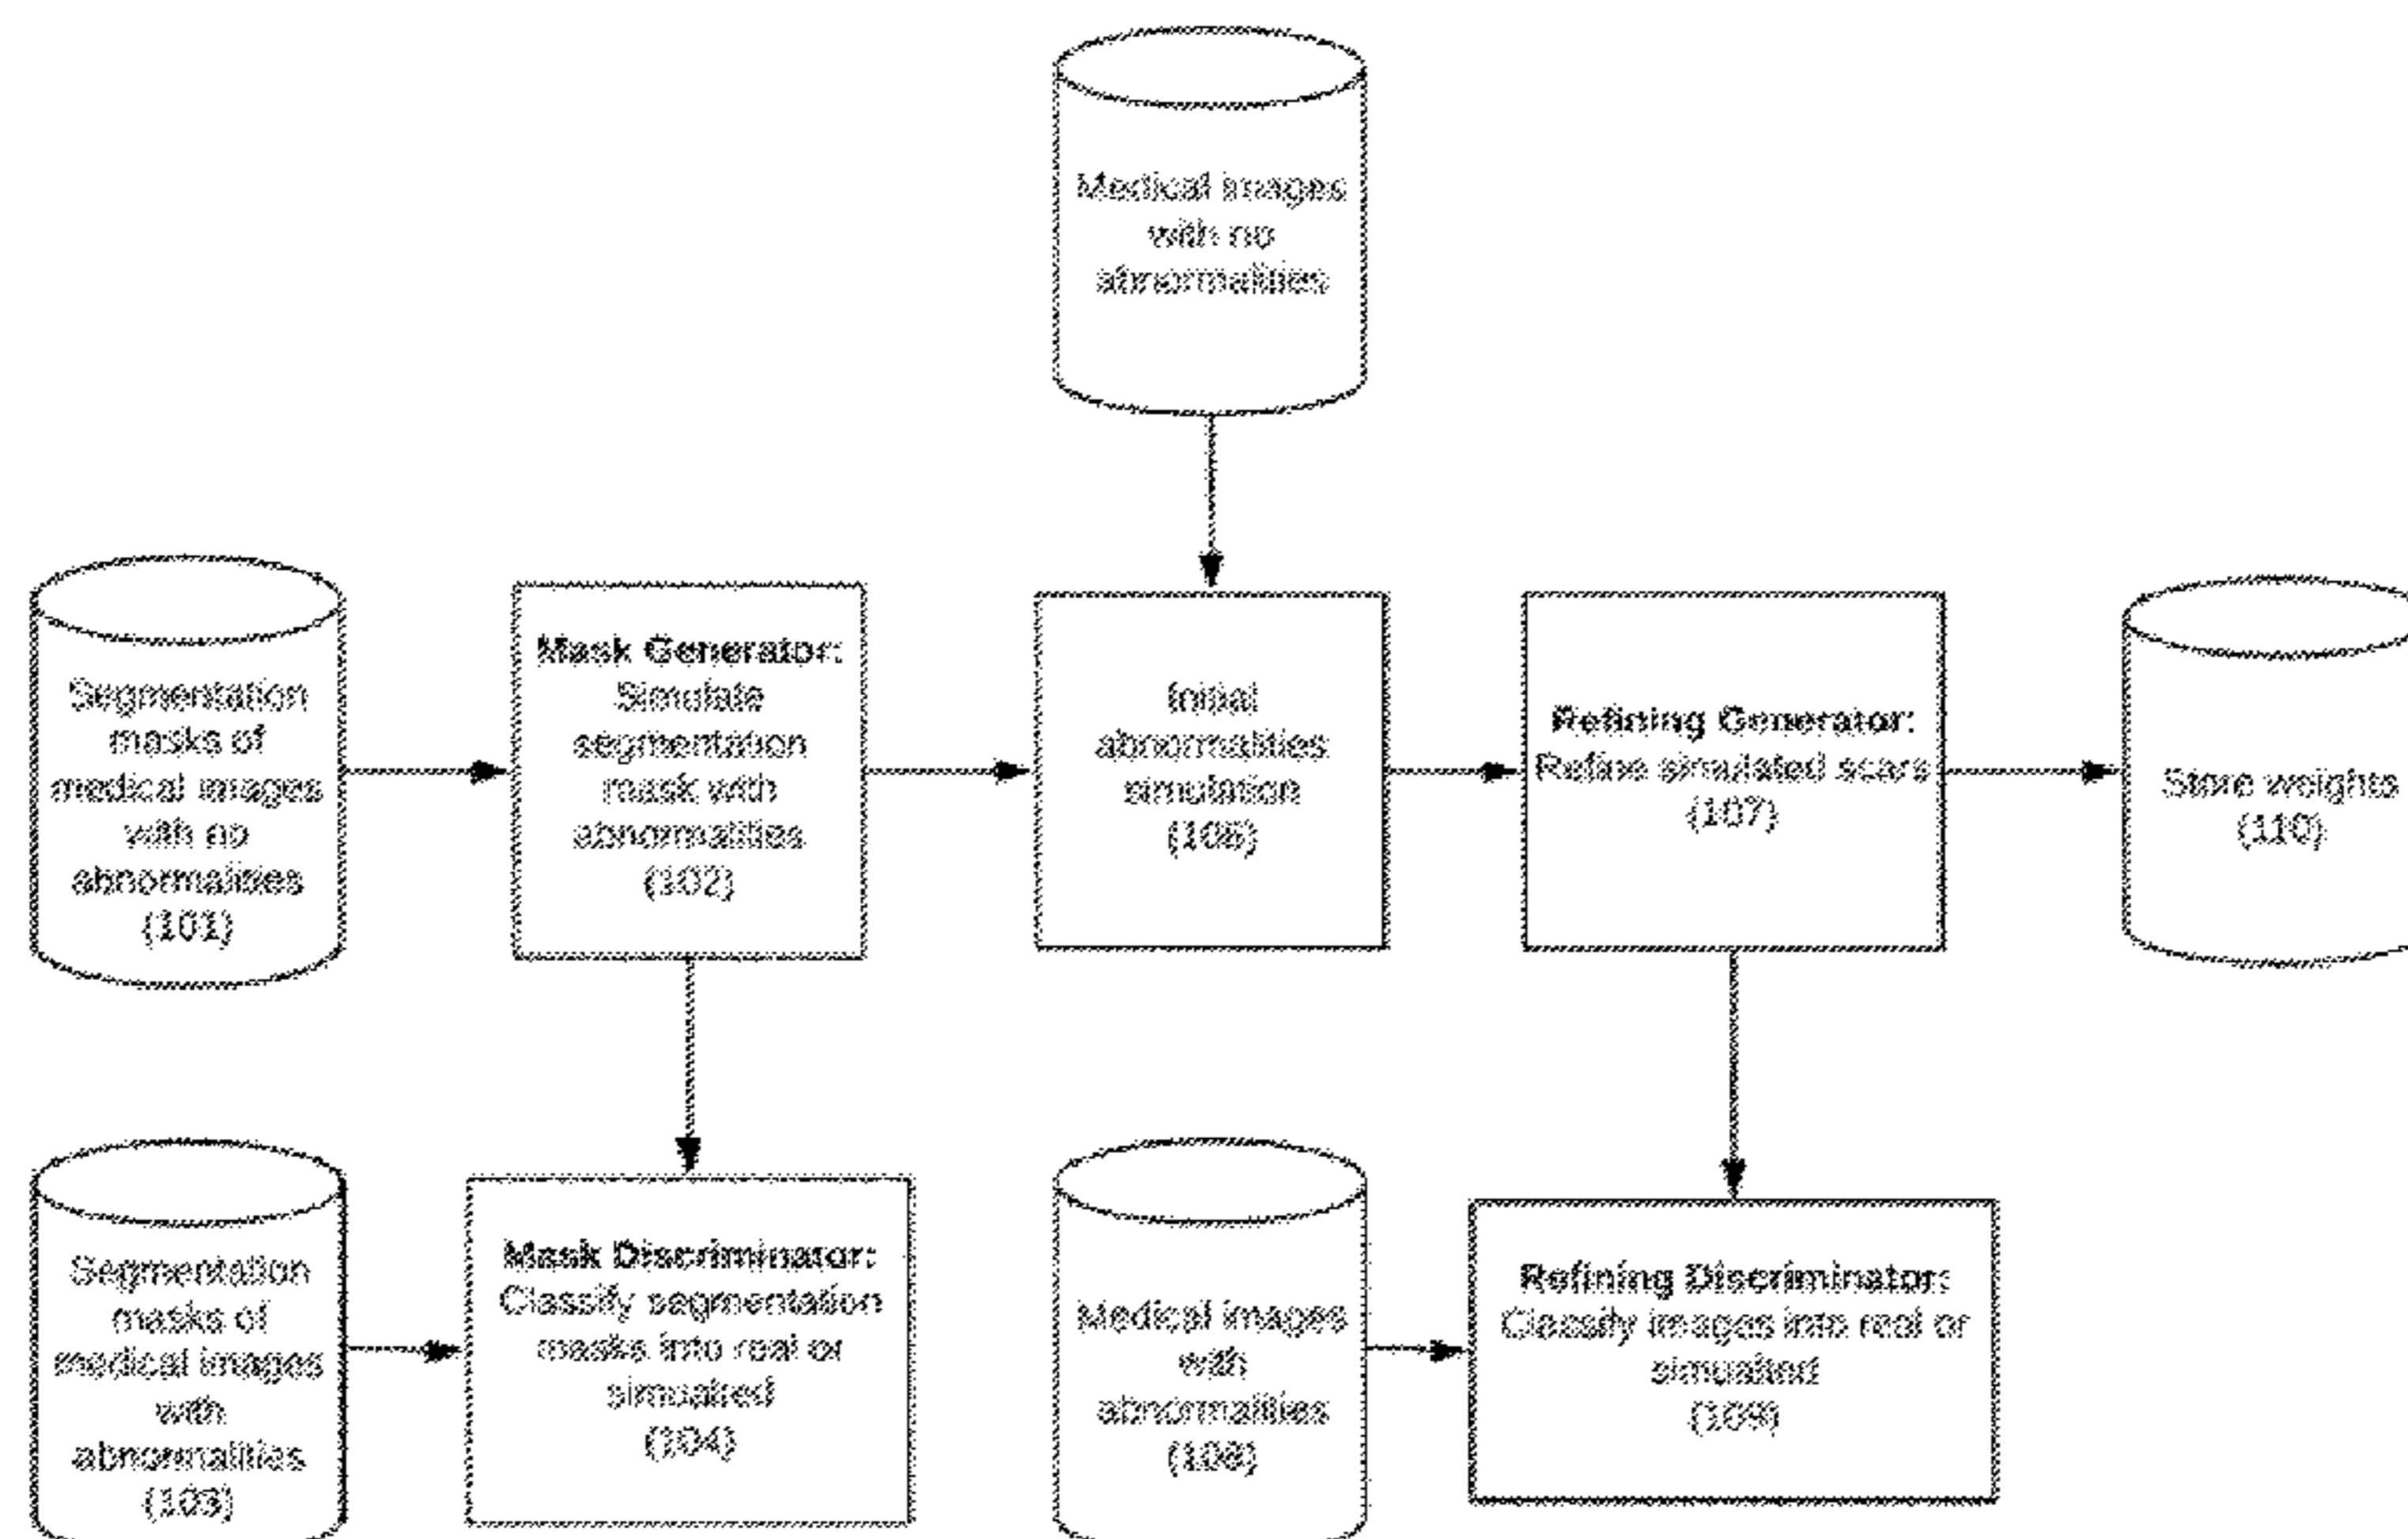 Medical images
with no
abnormalities
Segmentation
masks of
medical images
with no
abnormalities
(101)
Mask Generator:
Simulate
segmentation
mask with
abnormalities
(102)
Initial
abnormalities
simulation
(106)
Refining Generator:
Refine simulated scars
(107)
Store weights
(110)
Segmentation
masks of
medical images
with
abnormalities
(103)
Mask Discriminator:
Classify segmentation
masks into real or
simualted
(104)
Medical images
with
abnormalities
(108)
Refining Discriminator:
Classify images into real or
simualted
(109)